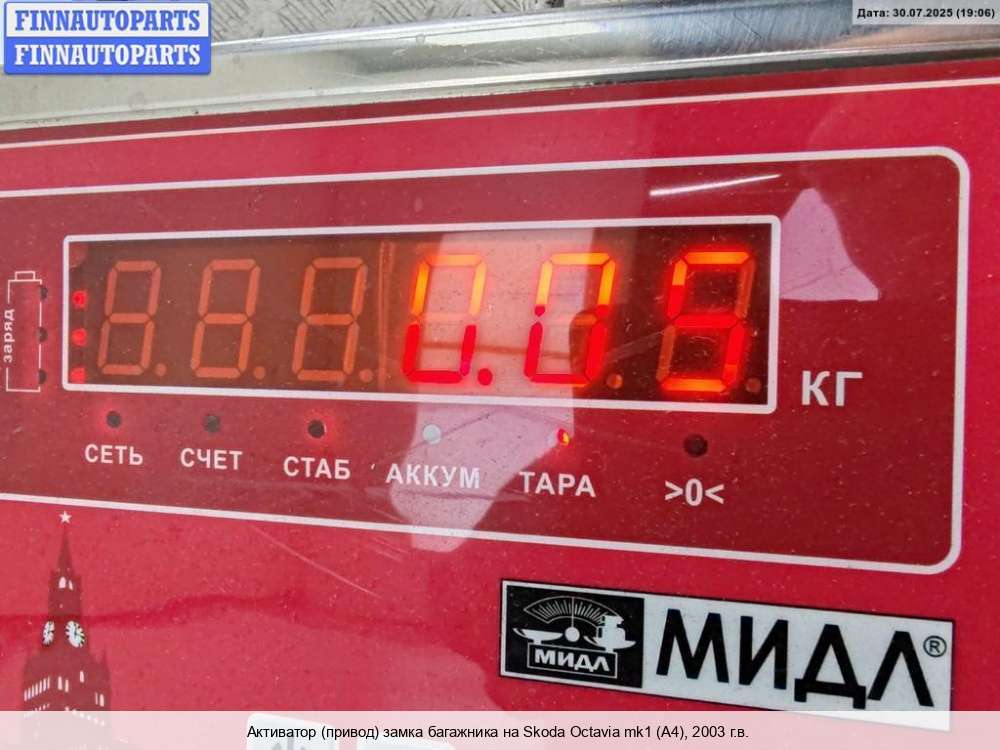 FINNAUTOPARTS
FINNAUTOPARTS
Дата: 30.07.2025 (19:06)
заряд
0.05
КГ
СЕТЬ СЧЕТ СТАБ АККУМ ТАРА >0<
МИДЛ
МИДЛ®
Активатор (привод) замка багажника на Skoda Octavia mk1 (A4), 2003 г.в.